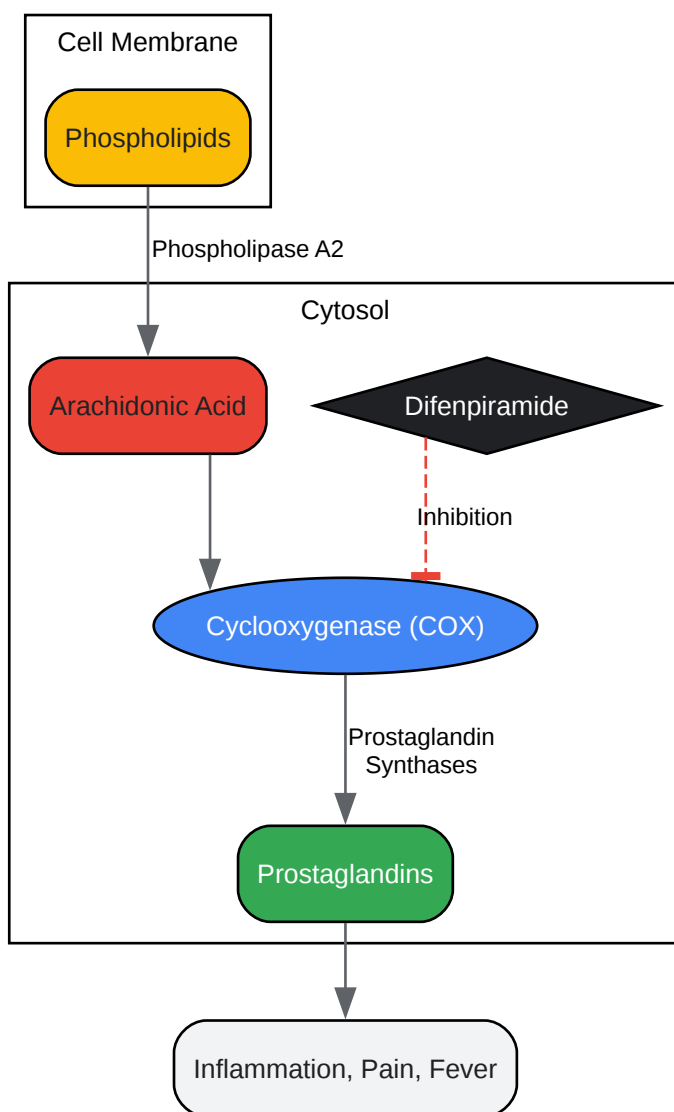 Cell Membrane
Phospholipids
Phospholipase A2
Cytosol
Arachidonic Acid
Difenpiramide
Inhibition
Cyclooxygenase (COX)
Prostaglandin
Synthases
Prostaglandins
Inflammation, Pain, Fever